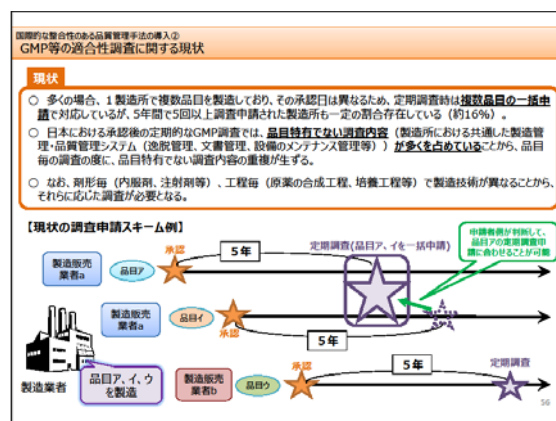 国際的な整合性のある品質管理手法の導入②
GMP等の適合性調査に関する現状
現状
○ 多くの場合、1製造所で複数品目を製造しており、その承認日は異なるため、定期調査時は複数品目の一括申
請で対応しているが、5年間で5回以上調査申請された製造所も一定の割合存在している（約16%）。
○ 日本における承認後の定期的なGMP調査では、品目特有でない調査内容（製造所における共通した製造管
理・品質管理システム（逸脱管理、文書管理、設備のメンテナンス管理等））が多くを占めていることから、品目
毎の調査の度に、品目特有でない調査内容の重複が生ずる。
○ なお、剤形毎（内服剤、注射剤等）、工程毎（原薬の合成工程、培養工程等）で製造技術が異なることから、
それらに応じた調査が必要となる。
【現状の調査申請スキーム例】
定期調査(品目ア、イを一括申請)
申請者側が判断して、
品目アの定期調査申
請に合わせることが可能
製造販売
業者a
品目ア
承認
5年
製造販売
業者a
品目イ
承認
5年
製造業者
品目ア、イ、ウ
を製造
製造販売
業者b
品目ウ
承認
5年
定期調査
56